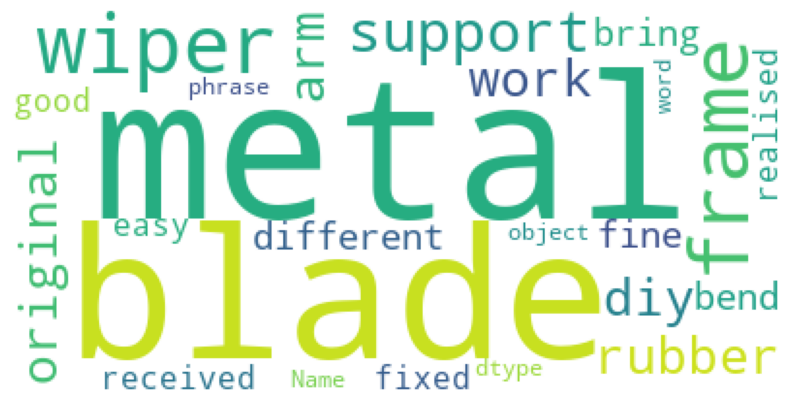 wiper
arm
support
bring
phrase
work
word
frame
realised
good
metal
original
easy
different
object
fine
blade
diy
bend
rubber
received
Name
fixed
dtype